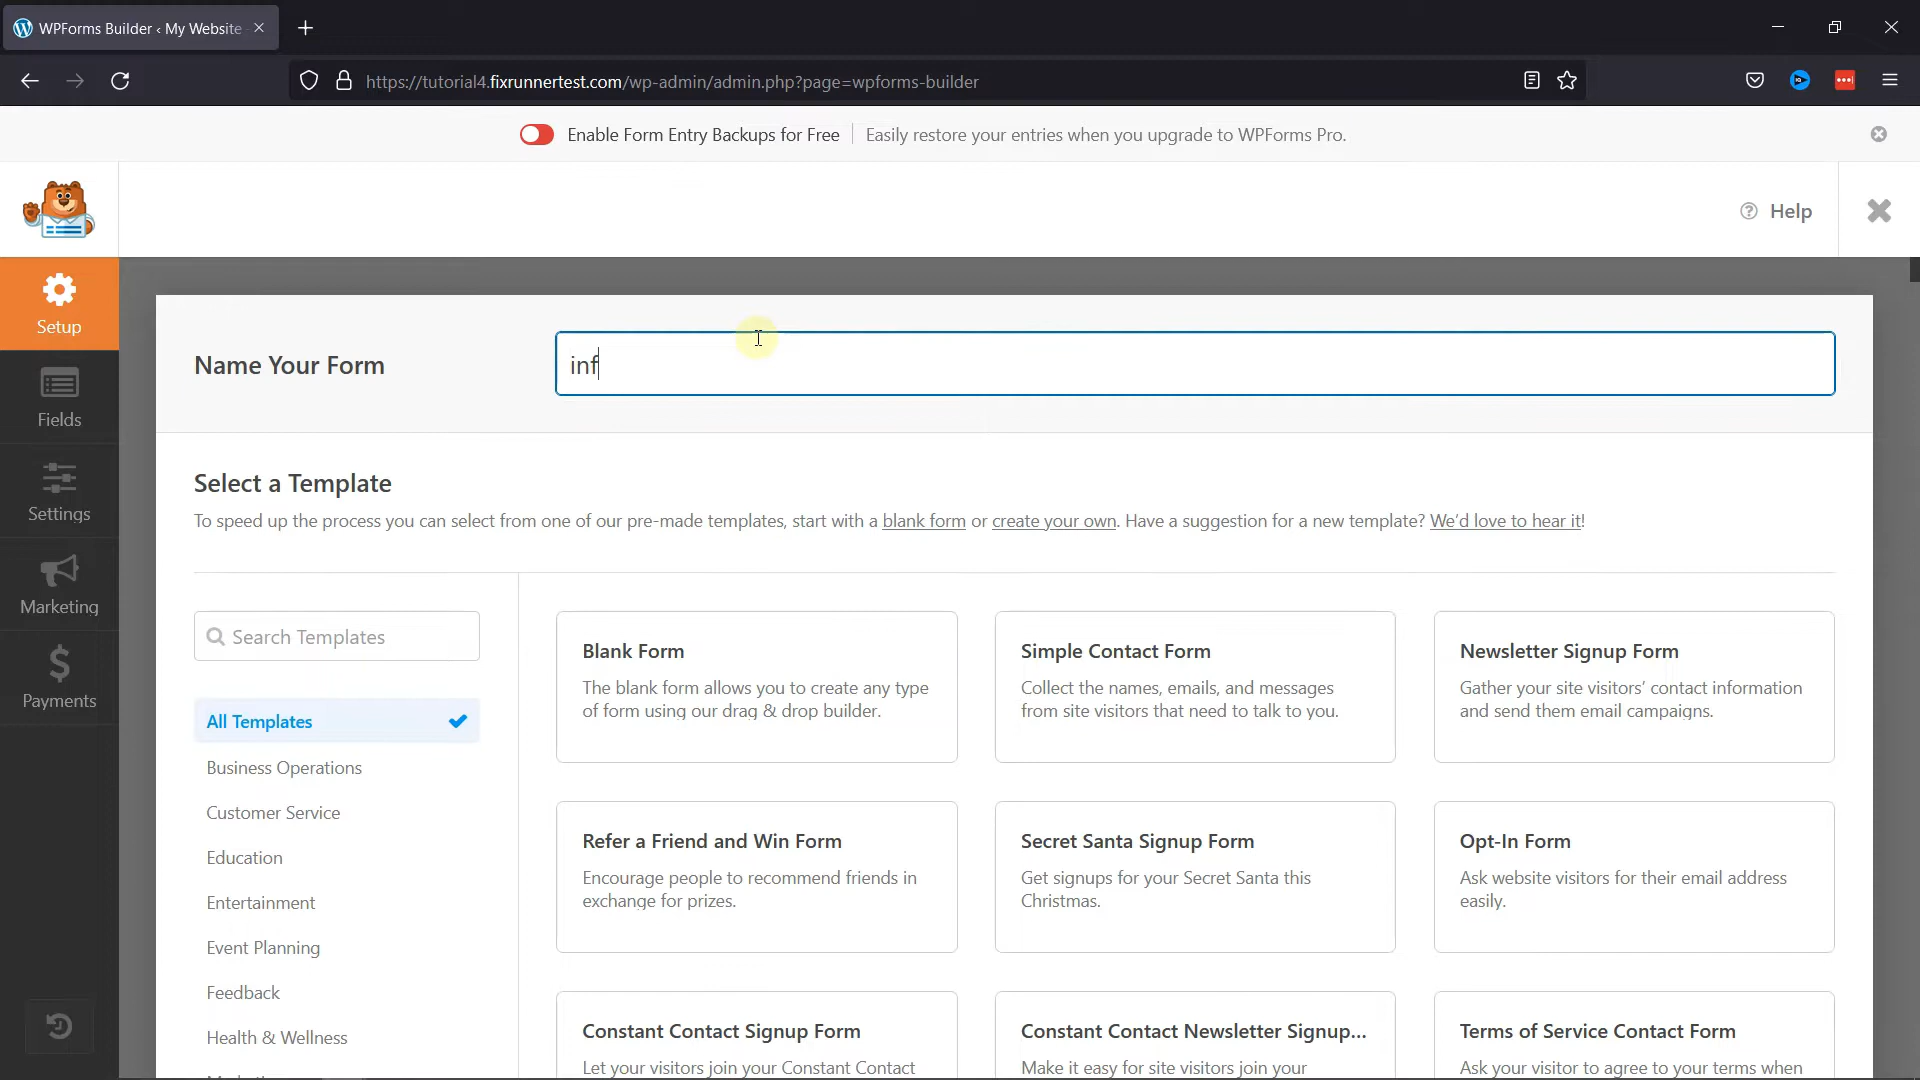 WPForms Builder ‹ My Website
https://tutorial4.fixrunnertest.com/wp-admin/admin.php?page=wpforms-builder
Enable Form Entry Backups for Free
Easily restore your entries when you upgrade to WPForms Pro.
Help
Setup
Fields
Settings
Marketing
Payments
Name Your Form
inf
Select a Template
To speed up the process you can select from one of our pre-made templates, start with a blank form or create your own. Have a suggestion for a new template? We'd love to hear it!
Search Templates
All Templates
Business Operations
Customer Service
Education
Entertainment
Event Planning
Feedback
Health & Wellness
Blank Form
The blank form allows you to create any type
of form using our drag & drop builder.
Simple Contact Form
Collect the names, emails, and messages
from site visitors that need to talk to you.
Newsletter Signup Form
Gather your site visitors' contact information
and send them email campaigns.
Refer a Friend and Win Form
Encourage people to recommend friends in
exchange for prizes.
Secret Santa Signup Form
Get signups for your Secret Santa this
Christmas.
Opt-In Form
Ask website visitors for their email address
easily.
Constant Contact Signup Form
Let your visitors join your Constant Contact
Constant Contact Newsletter Signup...
Make it easy for site visitors join your
Terms of Service Contact Form
Ask your visitor to agree to your terms when